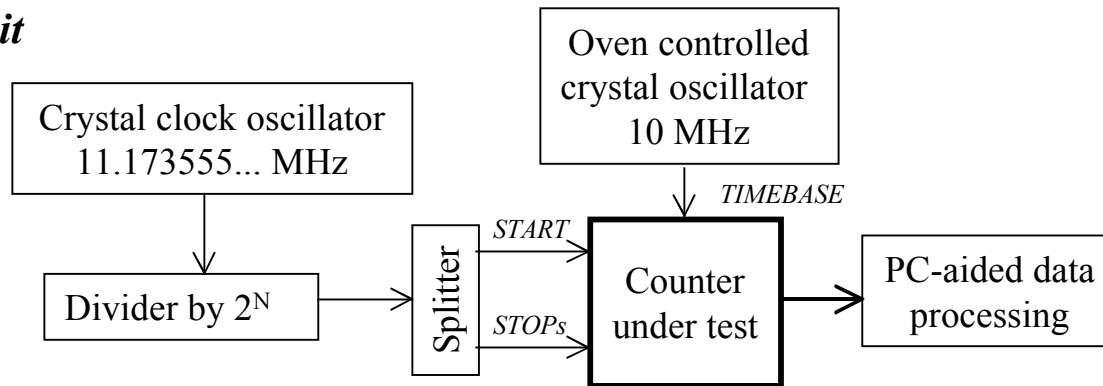 it
Crystal clock oscillator
11.173555... MHz
Oven controlled
crystal oscillator
10 MHz
TIMEBASE
Divider by 2ᴺ
Splitter
START
STOPs
Counter
under test
PC-aided data
processing